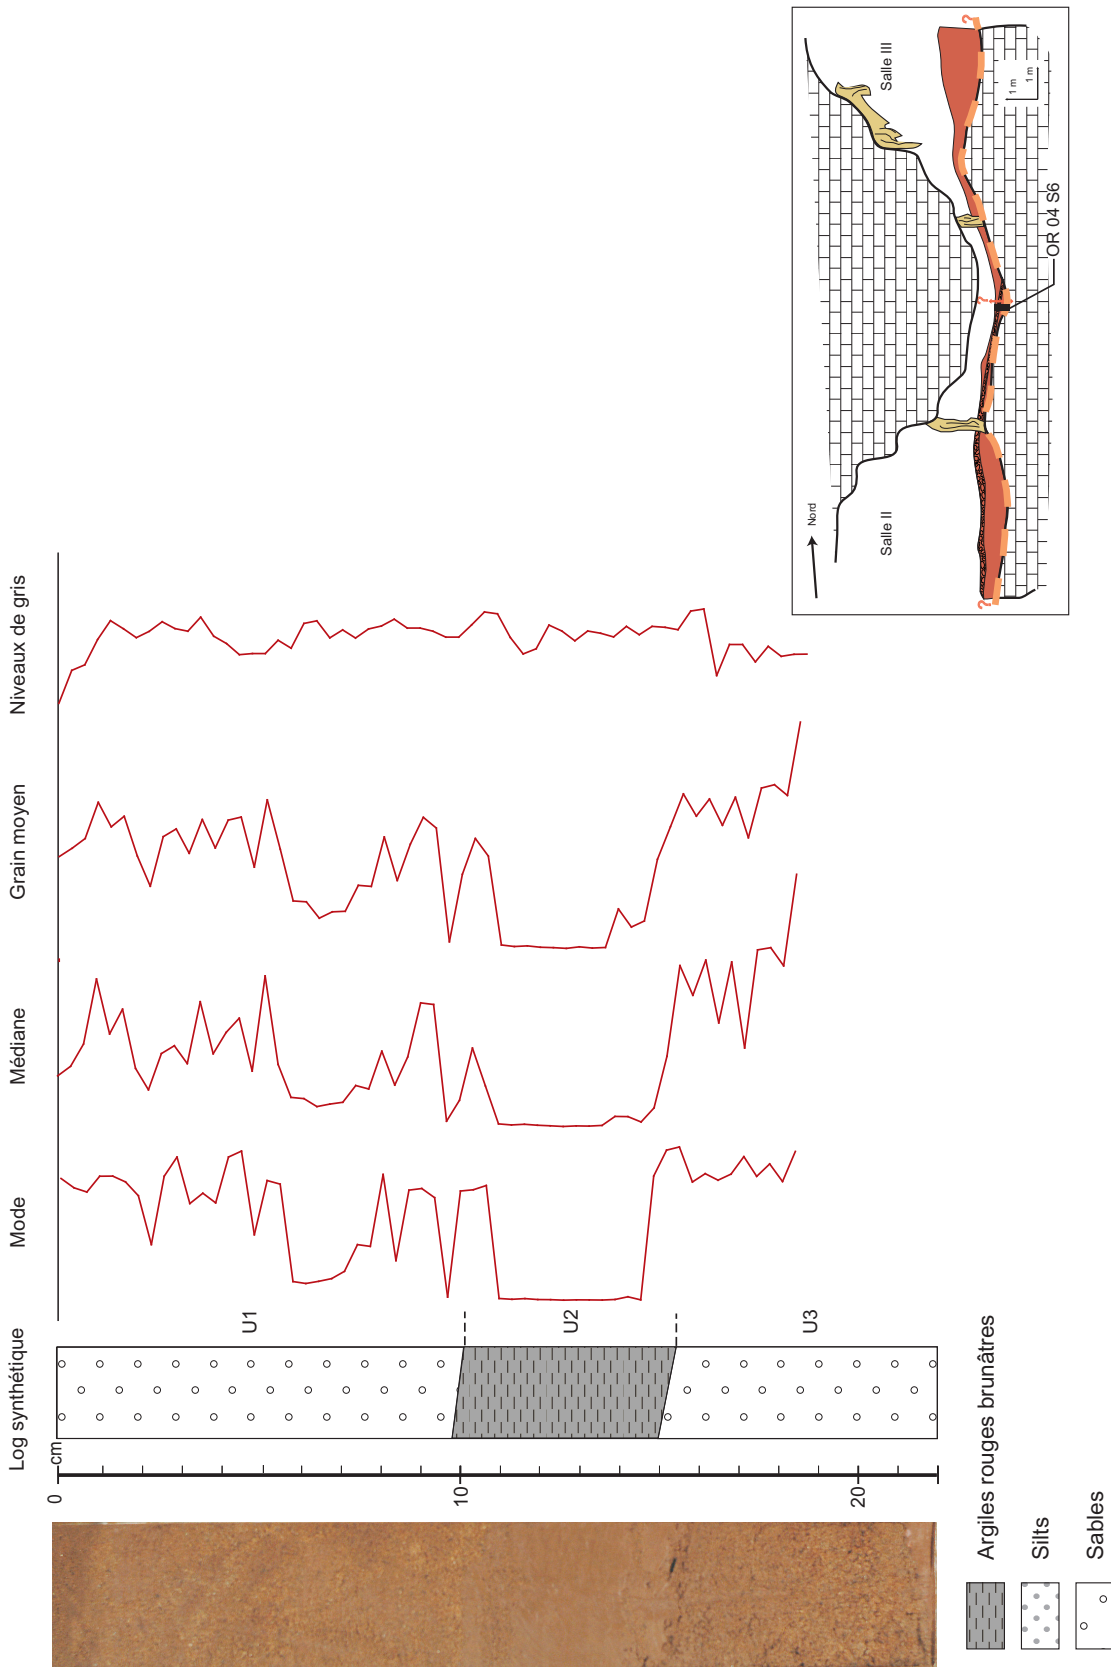 Log synthétique
Mode
Médiane
Grain moyen
Niveaux de gris
cm
0
10
20
U1
U2
U3
Argiles rouges brunâtres
Silts
Sables
Nord
Salle II
Salle III
?
?
?
1 m
1 m
OR 04 S6